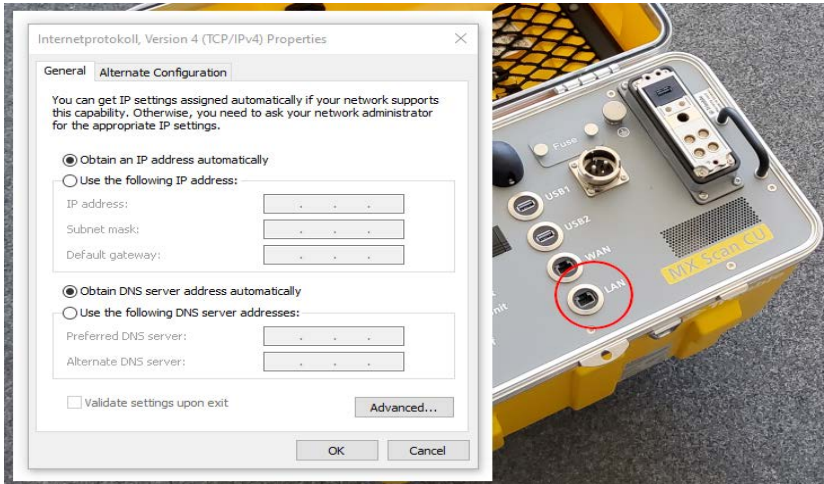 Internetprotokoll, Version 4 (TCP/IPv4) Properties
General
Alternate Configuration
You can get IP settings assigned automatically if your network supports
this capability. Otherwise, you need to ask your network administrator
for the appropriate IP settings.
Obtain an IP address automatically
Use the following IP address:
IP address:
Subnet mask:
Default gateway:
Obtain DNS server address automatically
Use the following DNS server addresses:
Preferred DNS server:
Alternate DNS server:
Validate settings upon exit
Advanced...
OK
Cancel
Fuse
USB1
USB2
WAN
LAN
MX Scan CU